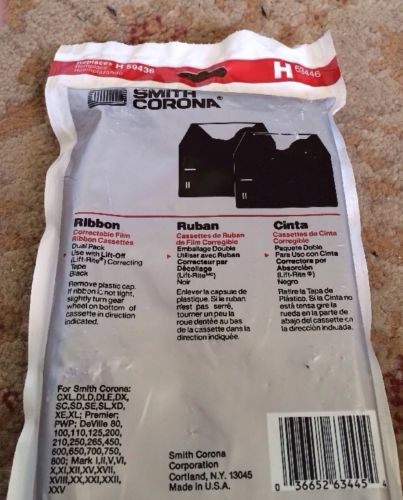 Replaces H 59436
Remplace
Reemplazando
H 69446
SMITH
CORONA®
Ribbon
Correctable Film
Ribbon Cassettes
Dual Pack
Use with Lift-Off
(Lift-Rite®) Correcting
Tape
Black
Remove plastic cap.
If ribbon is not tight,
slightly turn gear
wheel on bottom of
cassette in direction
indicated.
Ruban
Cassettes de Ruban
de Film Corregible
Emballage Double
Utiliser avec Ruban
Correcteur par
Décollage
(Lift-Rite MC)
Noir
Enlever la capsue de
plastique. Si le ruban
n'est pas serré,
tourner un peu la
roue dentée au bas
de la cassette dans la
direction indiquée.
Cinta
Cassettes de Cinta
Corregible
Paquete Doble
Para Uso con Cinta
Correctora por
Absorción
(Lift-Rite®)
Negro
Retire la Tapa de
Plástico. Si la Cinta no
está tensa gire la
rueda en la parte de
abajo del cassette en
la dirección indicada.
For Smith Corona:
CXL,DLD,DLE,DX,
SC,SD,SE,SL,XD,
XE,XL; Premier;
PWP; DeVille 80,
100,110,125,200,
210,250,265,450,
600,650,700,750,
800; Mark I,II,V,VI,
X,XI,XII,XV,XVII,
XVIII,XX,XXI,XXII,
XXV
Smith Corona
Corporation
Cortland, N.Y. 13045
Made in U.S.A.
0 36652 63445 4